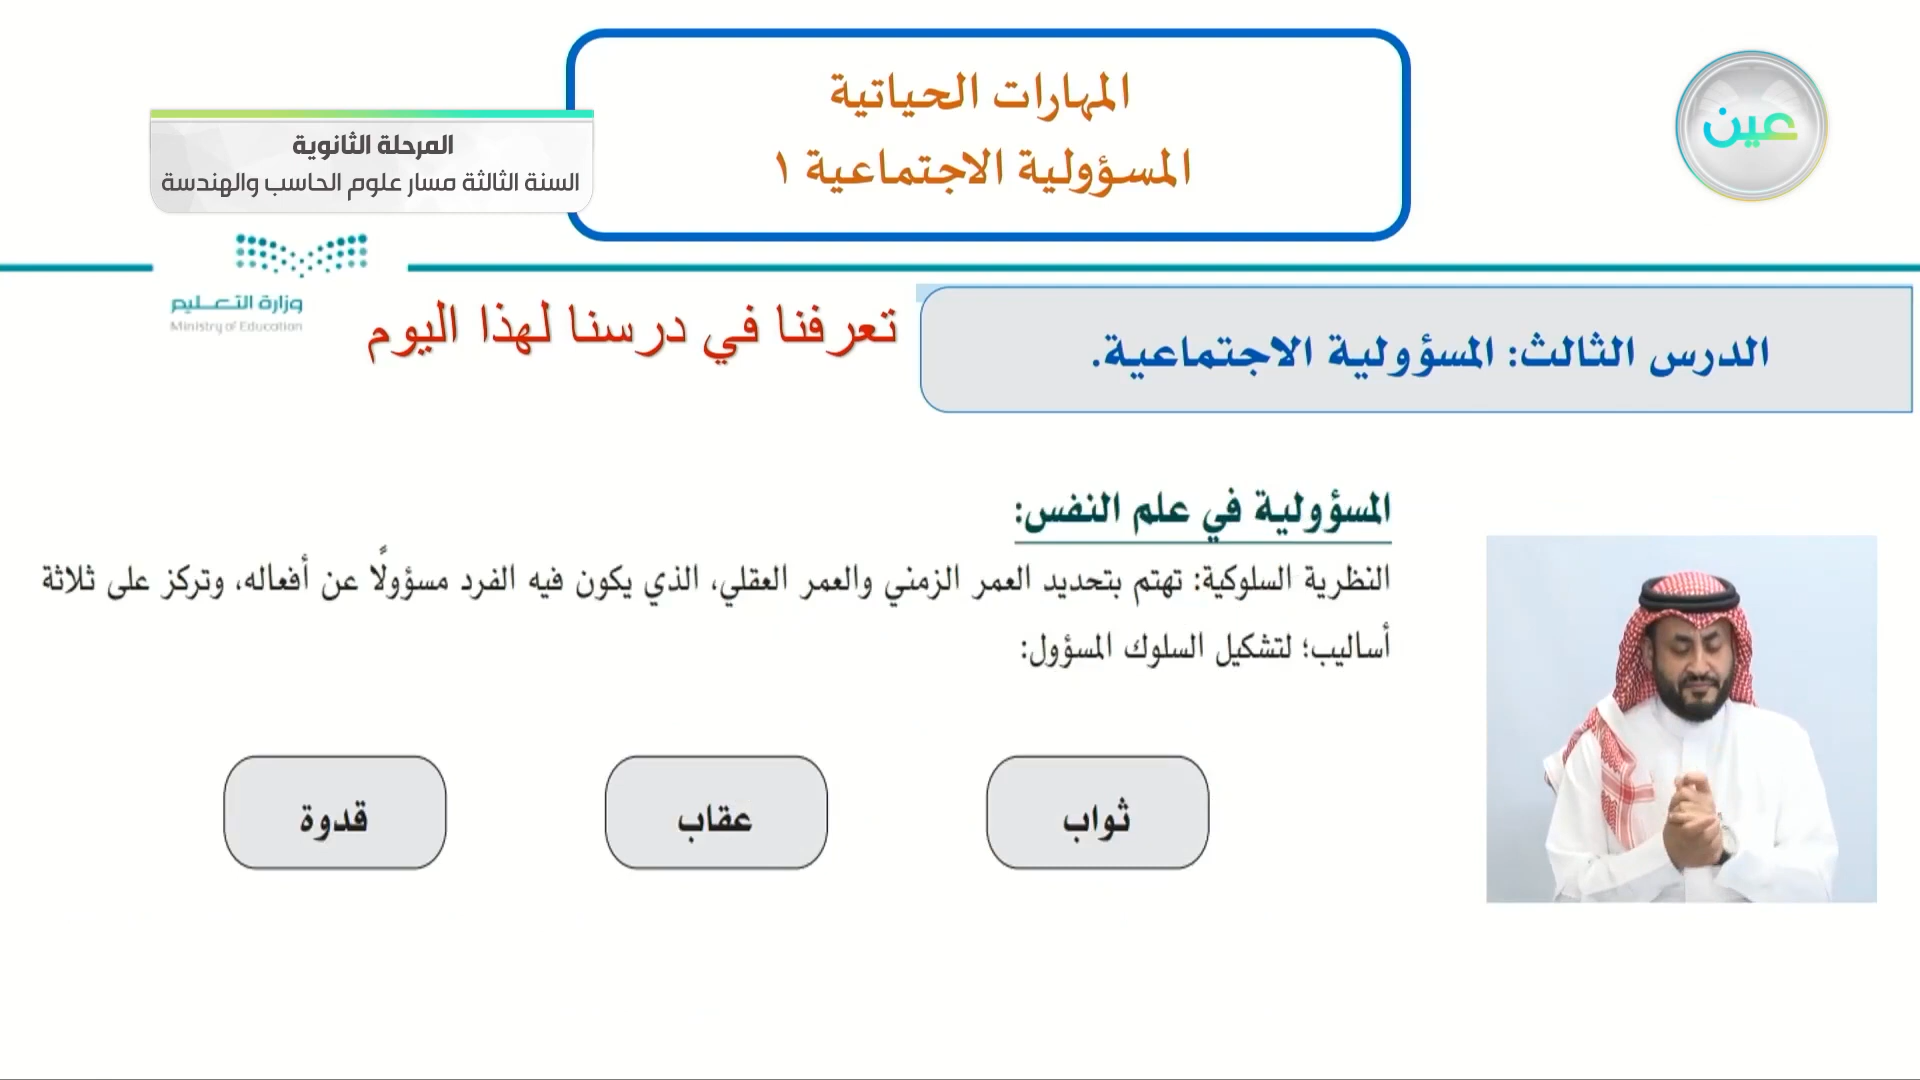 المهارات الحياتية
المسؤولية الاجتماعية ١
عين
المرحلة الثانوية
السنة الثالثة مسار علوم الحاسب والهندسة
وزارة التعليم
Ministry of Education
الدرس الثالث: المسؤولية الاجتماعية.
تعرفنا في درسنا لهذا اليوم
المسؤولية في علم النفس:
النظرية السلوكية: تهتم بتحديد العمر الزمني والعمر العقلي، الذي يكون فيه الفرد مسؤولًا عن أفعاله، وتركز على ثلاثة
أساليب؛ لتشكيل السلوك المسؤول:
ثواب
عقاب
قدوة